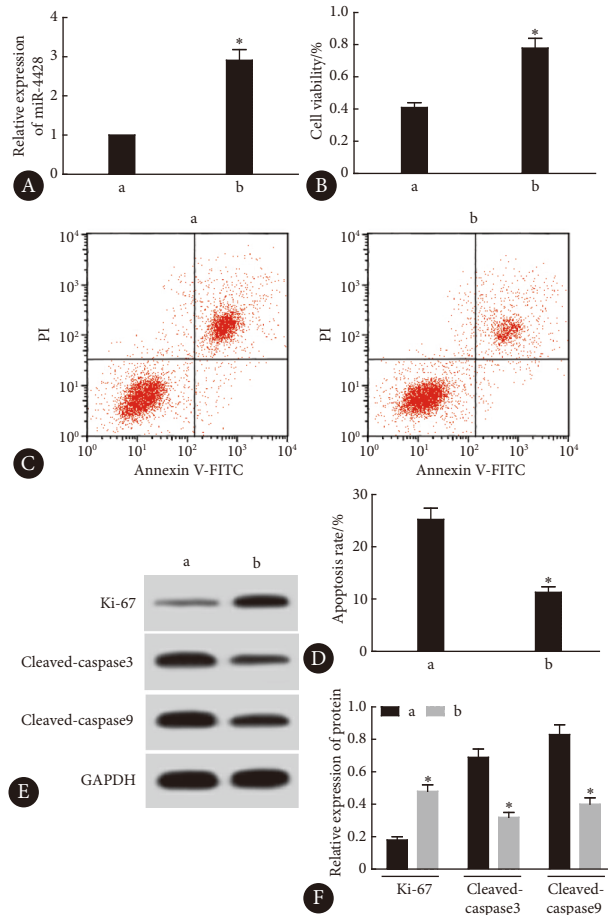 Relative expression
of miR-4428
4
3
2
1
0
*
a
b
A
Cell viability/%
1.0
0.8
0.6
0.4
0.2
0
*
a
b
B
a
PI
10⁴
10³
10²
10¹
10⁰
10⁰ 10¹ 10² 10³ 10⁴
Annexin V-FITC
b
PI
10⁴
10³
10²
10¹
10⁰
10⁰ 10¹ 10² 10³ 10⁴
Annexin V-FITC
C
Apoptosis rate/%
30
20
10
0
*
a
b
D
a b
Ki-67
Cleaved-caspase3
Cleaved-caspase9
GAPDH
E
Relative expression of protein
1.0
0.8
0.6
0.4
0.2
0
a b
*
*
*
Ki-67
Cleaved-
caspase3
Cleaved-
caspase9
F